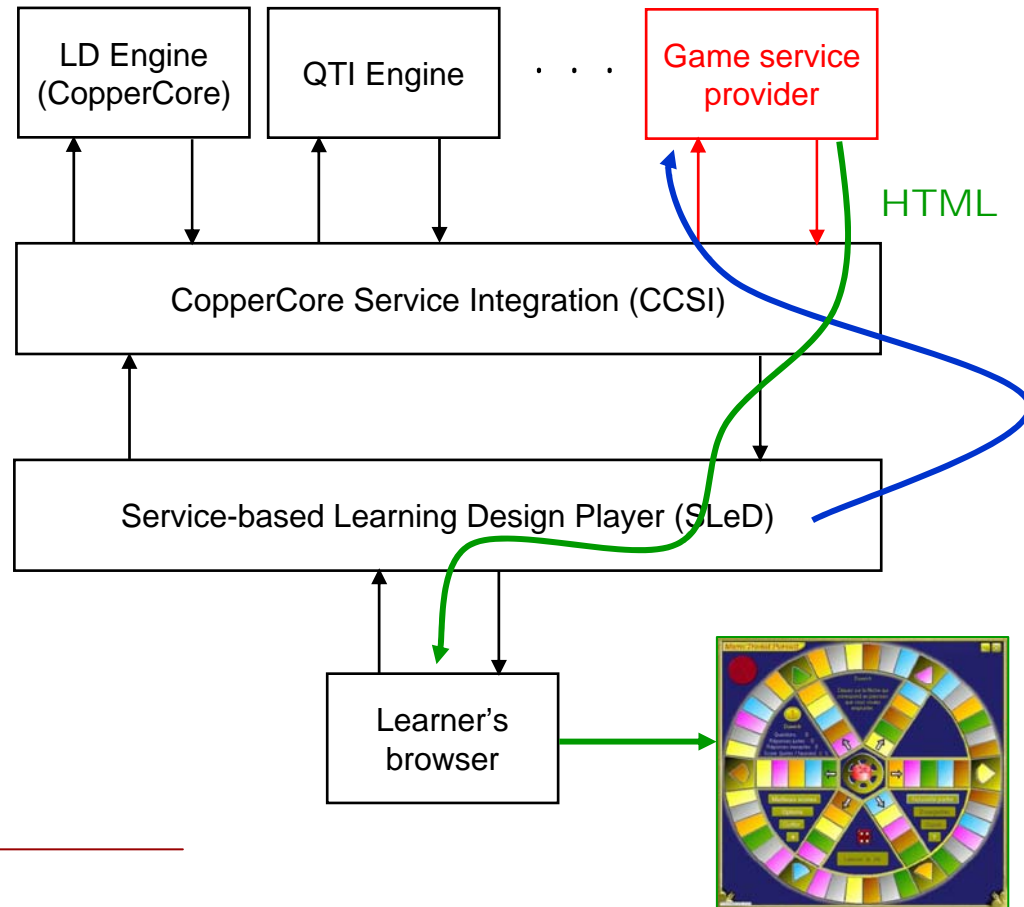 LD Engine
(CopperCore)
QTI Engine
. . .
Game service
provider
HTML
CopperCore Service Integration (CCSI)
Service-based Learning Design Player (SLeD)
Learner's
browser